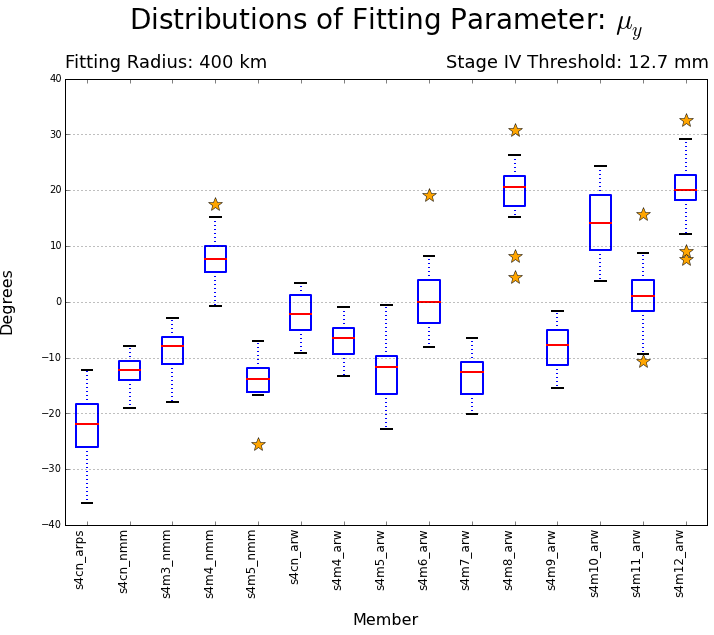 Distributions of Fitting Parameter: μ_y
Fitting Radius: 400 km
Stage IV Threshold: 12.7 mm
40
30
20
10
0
−10
−20
−30
−40
Degrees
s4cn_arps
s4cn_nmm
s4m3_nmm
s4m4_nmm
s4m5_nmm
s4cn_arw
s4m4_arw
s4m5_arw
s4m6_arw
s4m7_arw
s4m8_arw
s4m9_arw
s4m10_arw
s4m11_arw
s4m12_arw
Member